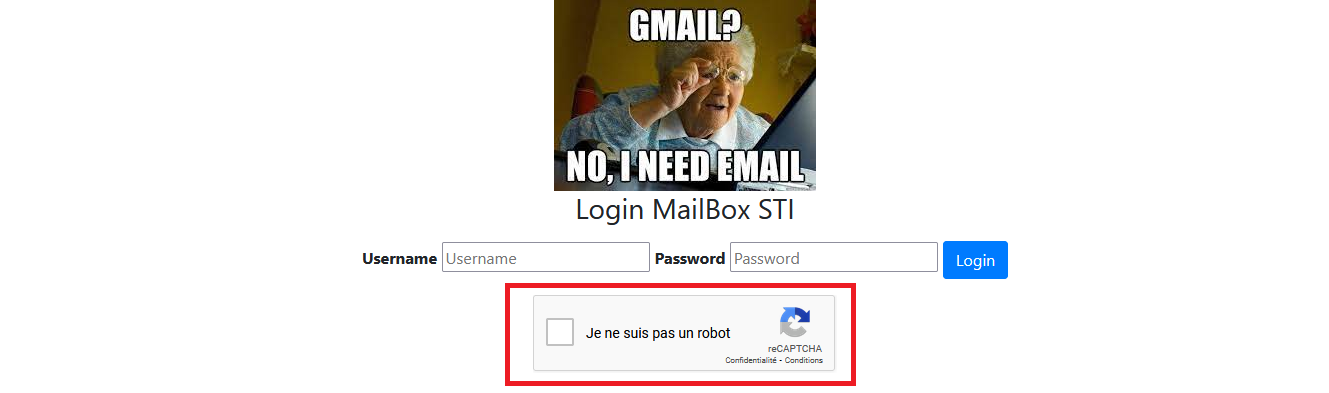 GMAIL?
NO, I NEED EMAIL
Login MailBox STI
Username Username Password Password Login
Je ne suis pas un robot
reCAPTCHA
Confidentialité - Conditions